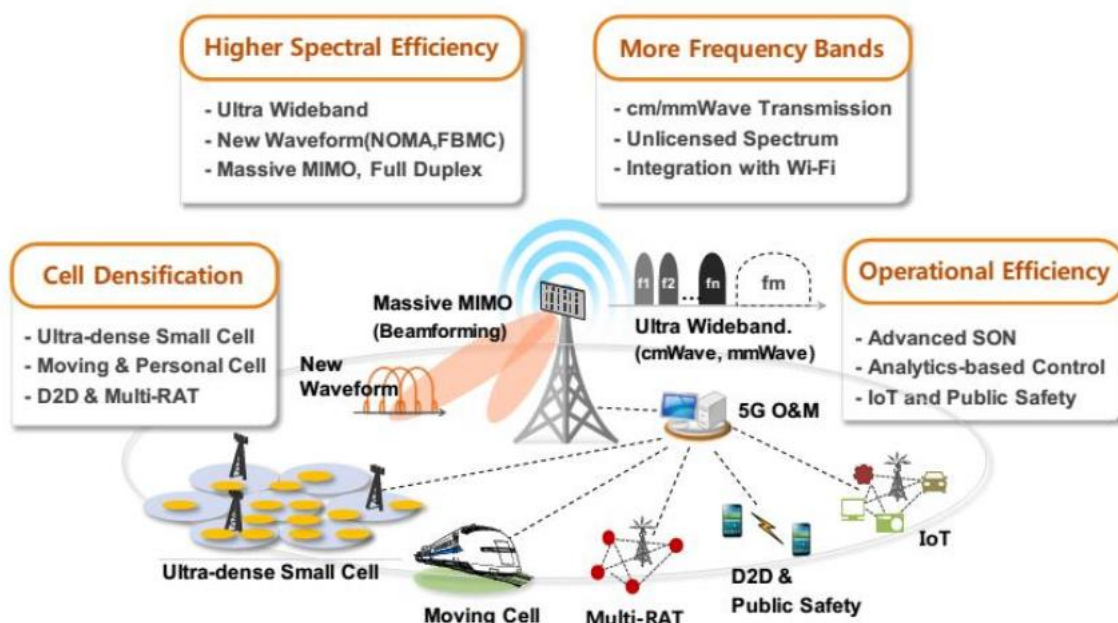 Higher Spectral Efficiency
- Ultra Wideband
- New Waveform(NOMA,FBMC)
- Massive MIMO, Full Duplex
More Frequency Bands
- cm/mmWave Transmission
- Unlicensed Spectrum
- Integration with Wi-Fi
Cell Densification
- Ultra-dense Small Cell
- Moving & Personal Cell
- D2D & Multi-RAT
Massive MIMO
(Beamforming)
New
Waveform
f1 f2 ... fn fm
Ultra Wideband.
(cmWave, mmWave)
Operational Efficiency
- Advanced SON
- Analytics-based Control
- IoT and Public Safety
5G O&M
Ultra-dense Small Cell
Moving Cell
Multi-RAT
D2D &
Public Safety
IoT